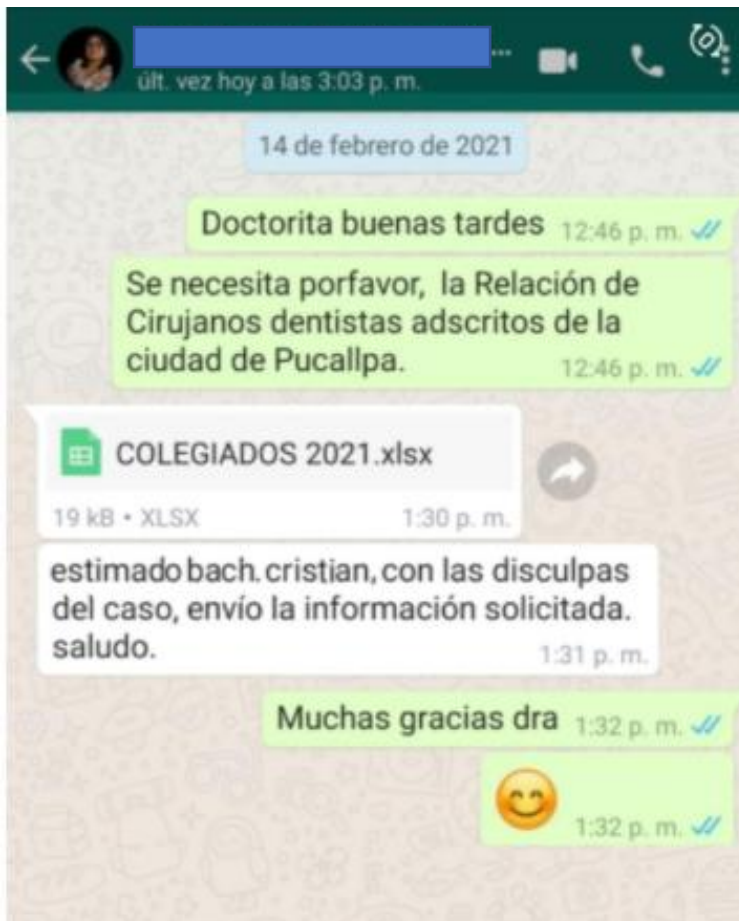 últ. vez hoy a las 3:03 p. m.
14 de febrero de 2021
Doctorita buenas tardes 12:46 p. m.
Se necesita porfavor, la Relación de
Cirujanos dentistas adscritos de la
ciudad de Pucallpa.
12:46 p. m.
COLEGIADOS 2021.xlsx
19 kB • XLSX 1:30 p. m.
estimado bach. cristian, con las disculpas
del caso, envío la información solicitada.
saludo.
1:31 p. m.
Muchas gracias dra 1:32 p. m.
1:32 p. m.